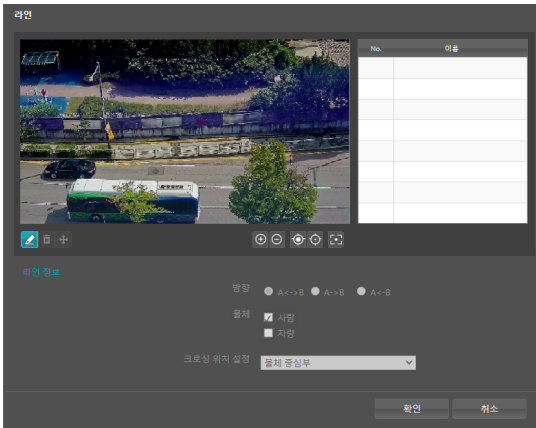 라인
No. 이름
라인 정보
방향 A<->B A->B A<-B
물체 사람
차량
크로싱 위치 설정 물체 중심부
확인 취소